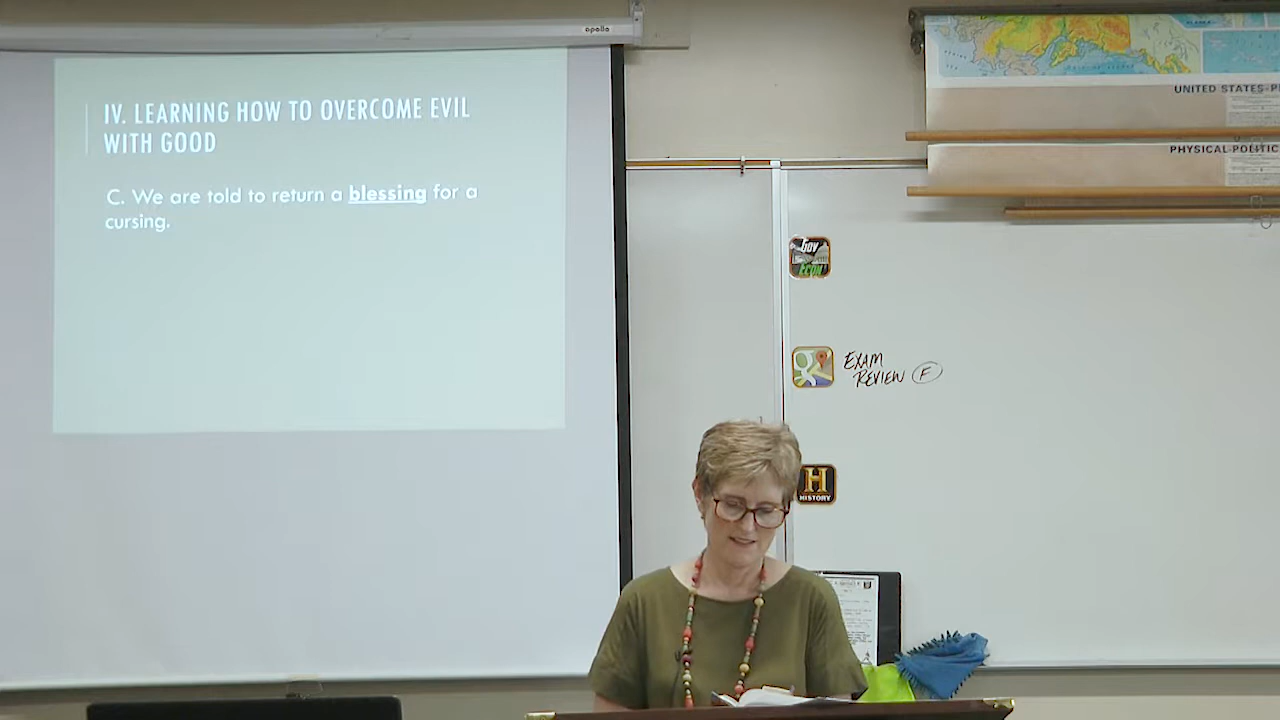 apollo
IV. LEARNING HOW TO OVERCOME EVIL
WITH GOOD
C. We are told to return a blessing for a
cursing.
UNITED STATES-P
PHYSICAL-POLITIC
GOV
ECON
EXAM
REVIEW F
H
HISTORY